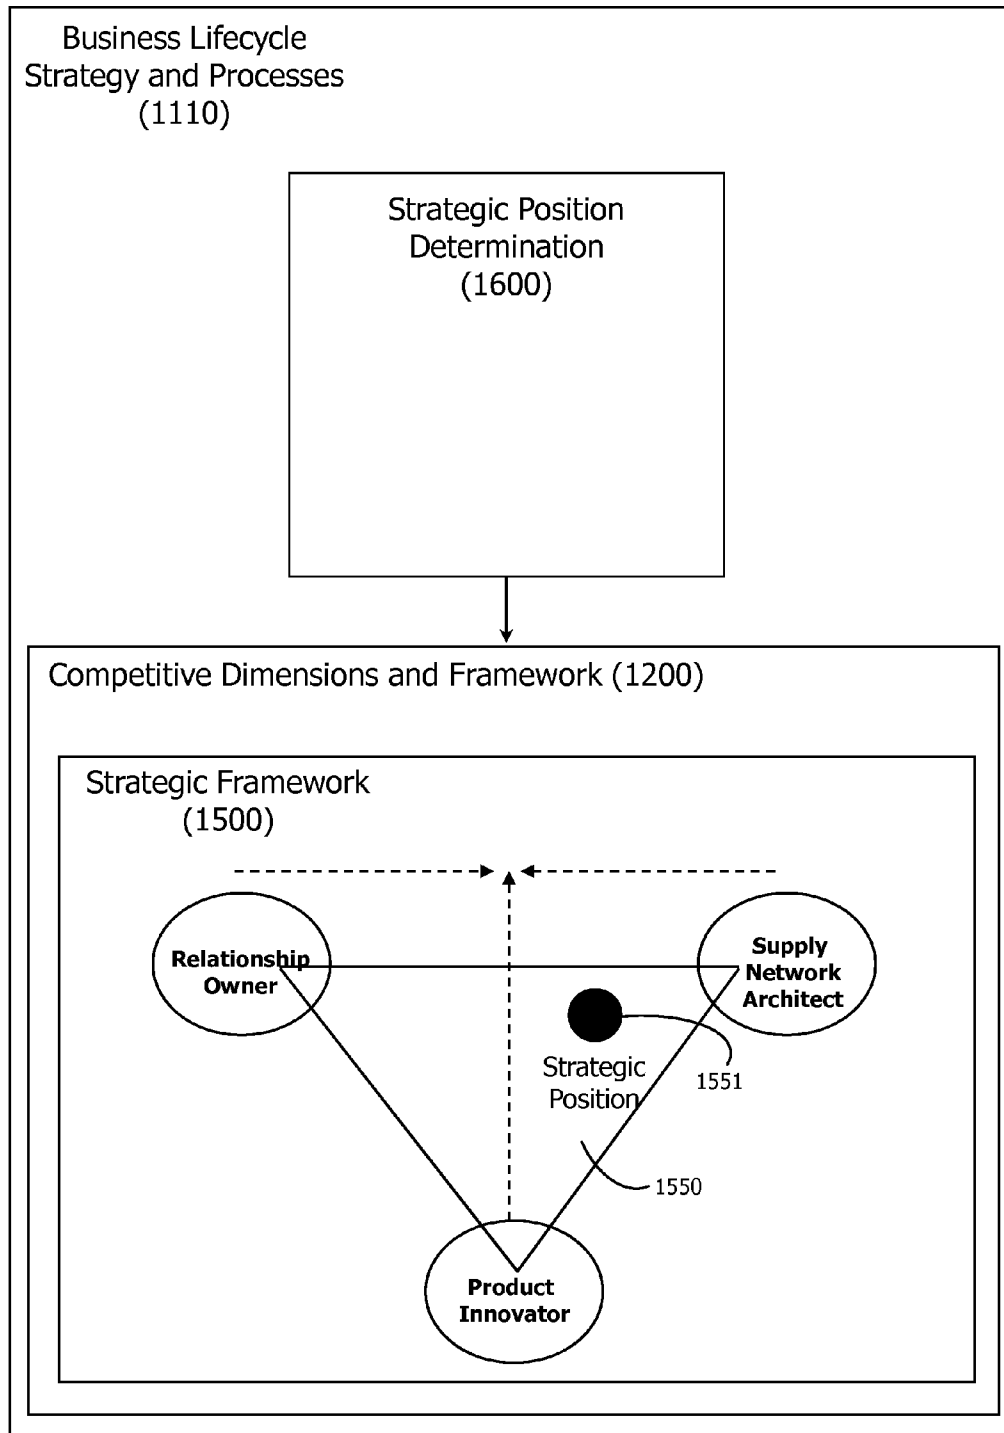 Business Lifecycle
Strategy and Processes
(1110)
Strategic Position
Determination
(1600)
Competitive Dimensions and Framework (1200)
Strategic Framework
(1500)
Relationship
Owner
Supply
Network
Architect
Strategic
Position
1551
1550
Product
Innovator